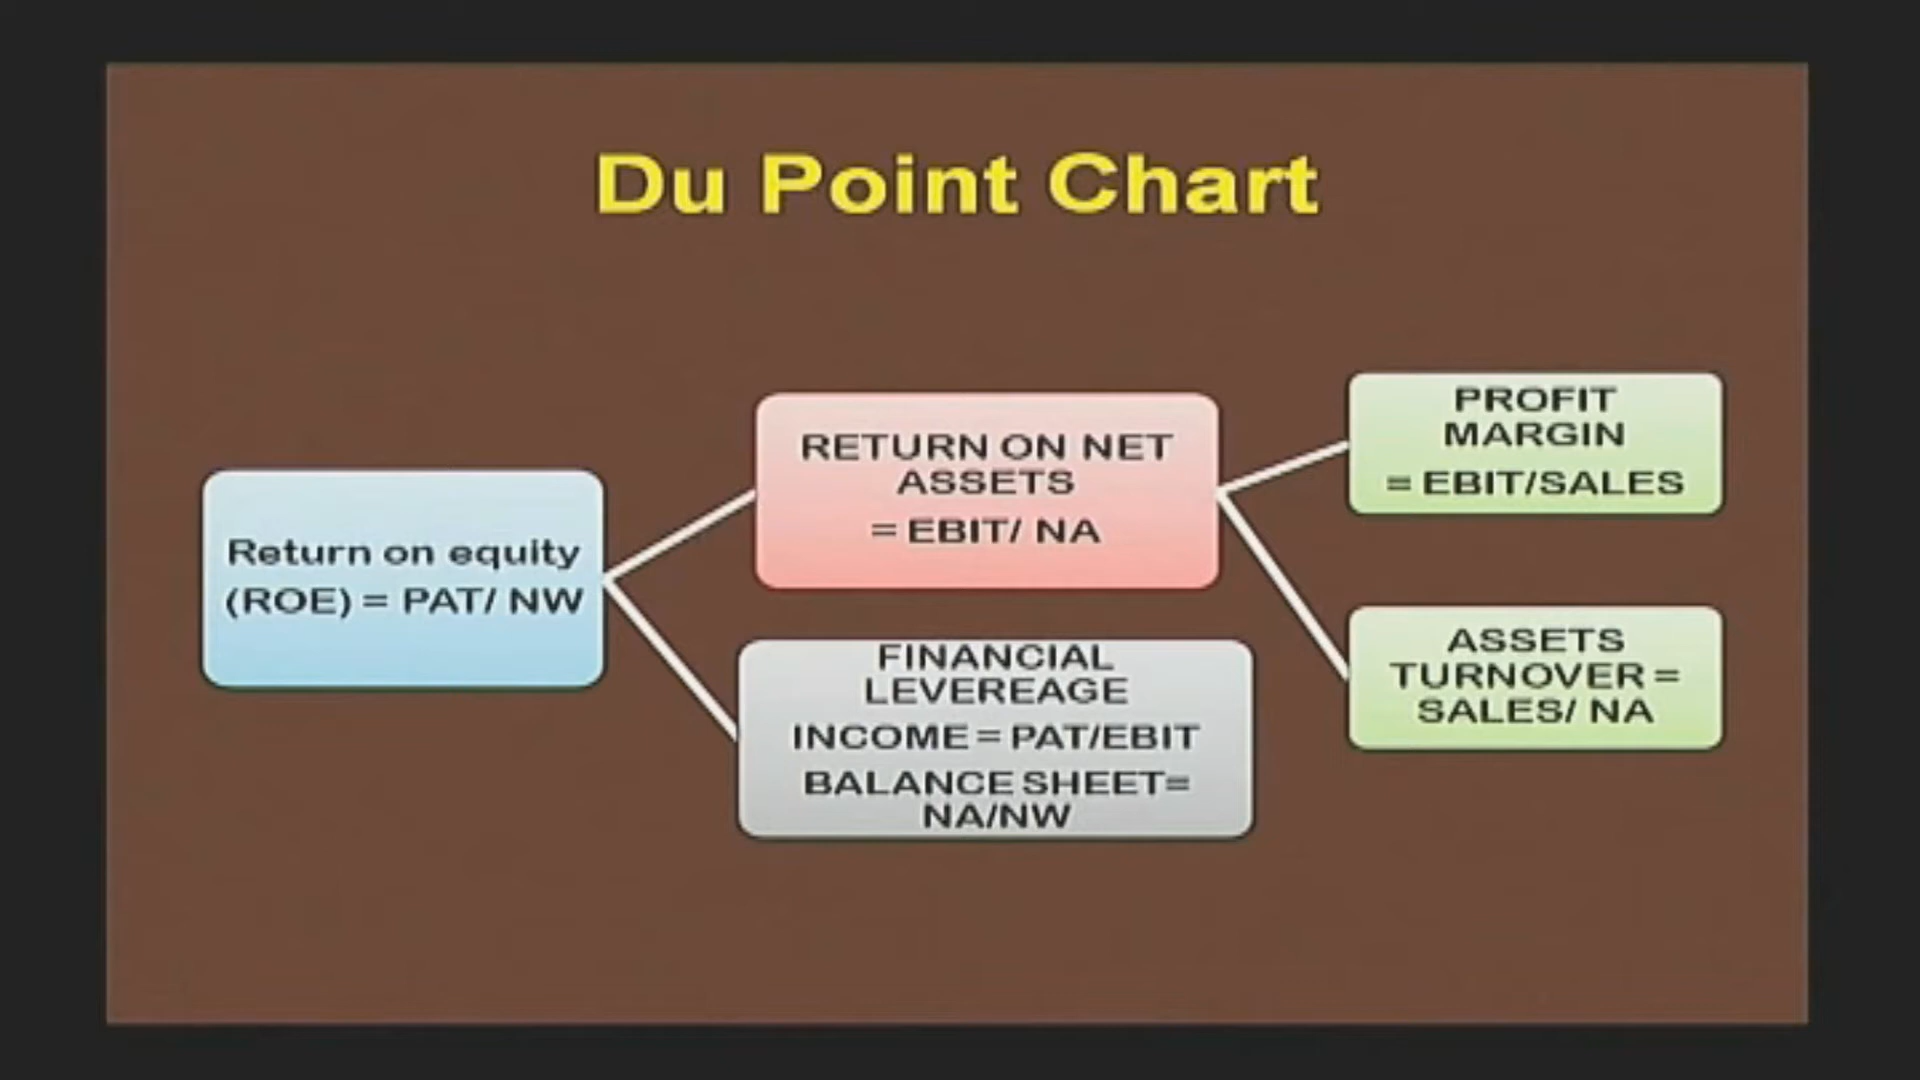 Du Point Chart
Return on equity
(ROE) = PAT/ NW
RETURN ON NET
ASSETS
= EBIT/ NA
FINANCIAL
LEVEREAGE
INCOME = PAT/EBIT
BALANCE SHEET=
NA/NW
PROFIT
MARGIN
= EBIT/SALES
ASSETS
TURNOVER =
SALES/ NA